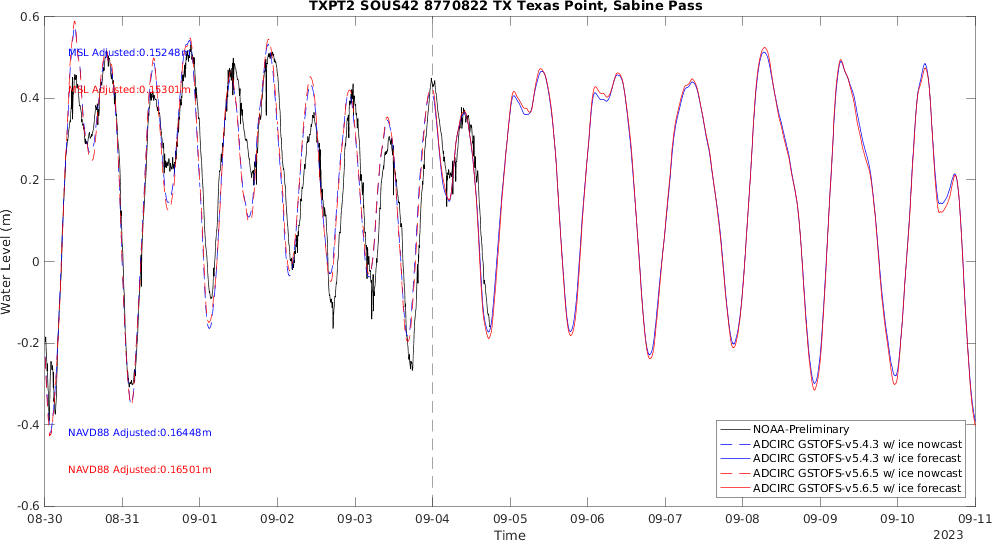 TXPT2 SOUS42 8770822 TX Texas Point, Sabine Pass
0.6
0.4
0.2
0
-0.2
-0.4
-0.6
Water Level (m)
MSL Adjusted:0.15248m
MSL Adjusted:0.15301m
NAVD88 Adjusted:0.16448m
NAVD88 Adjusted:0.16501m
NOAA-Preliminary
ADCIRC GSTOFS-v5.4.3 w/ ice nowcast
ADCIRC GSTOFS-v5.4.3 w/ ice forecast
ADCIRC GSTOFS-v5.6.5 w/ ice nowcast
ADCIRC GSTOFS-v5.6.5 w/ ice forecast
08-30 08-31 09-01 09-02 09-03 09-04 09-05 09-06 09-07 09-08 09-09 09-10 09-11
Time
2023